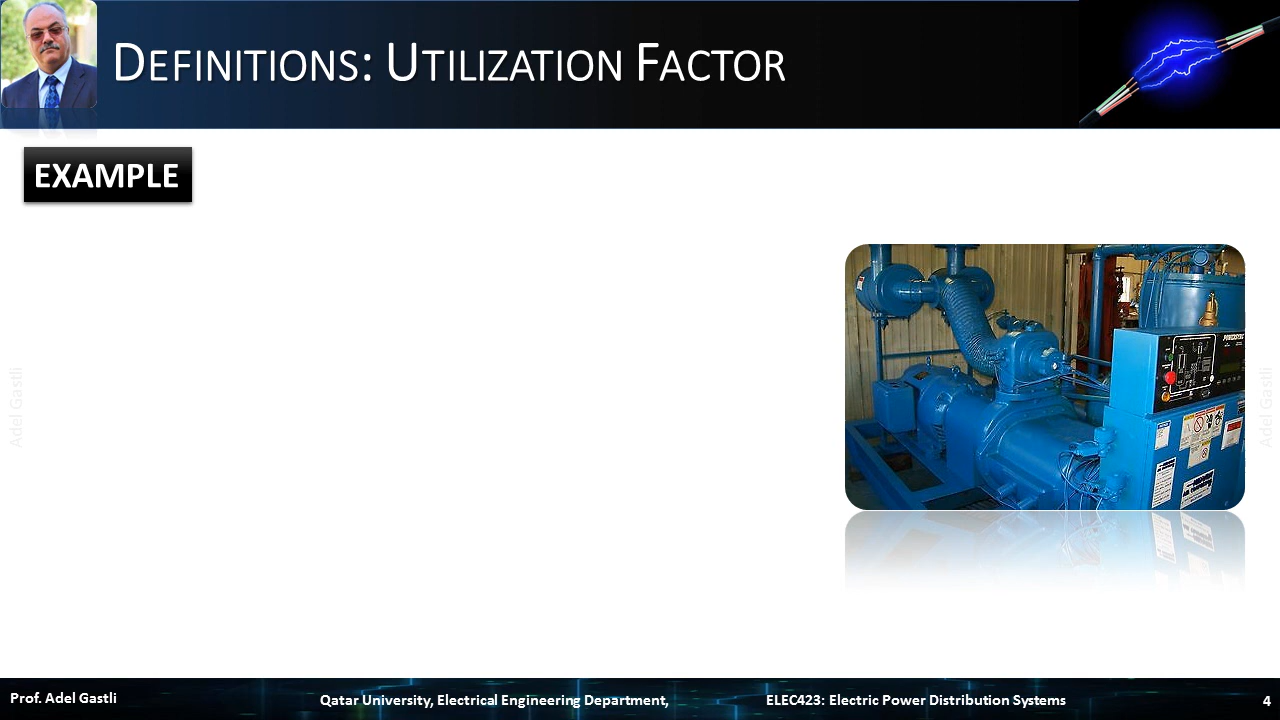 DEFINITIONS: UTILIZATION FACTOR
EXAMPLE
Adel Gastli
Adel Gastli
Prof. Adel Gastli
Qatar University, Electrical Engineering Department,
ELEC423: Electric Power Distribution Systems
4